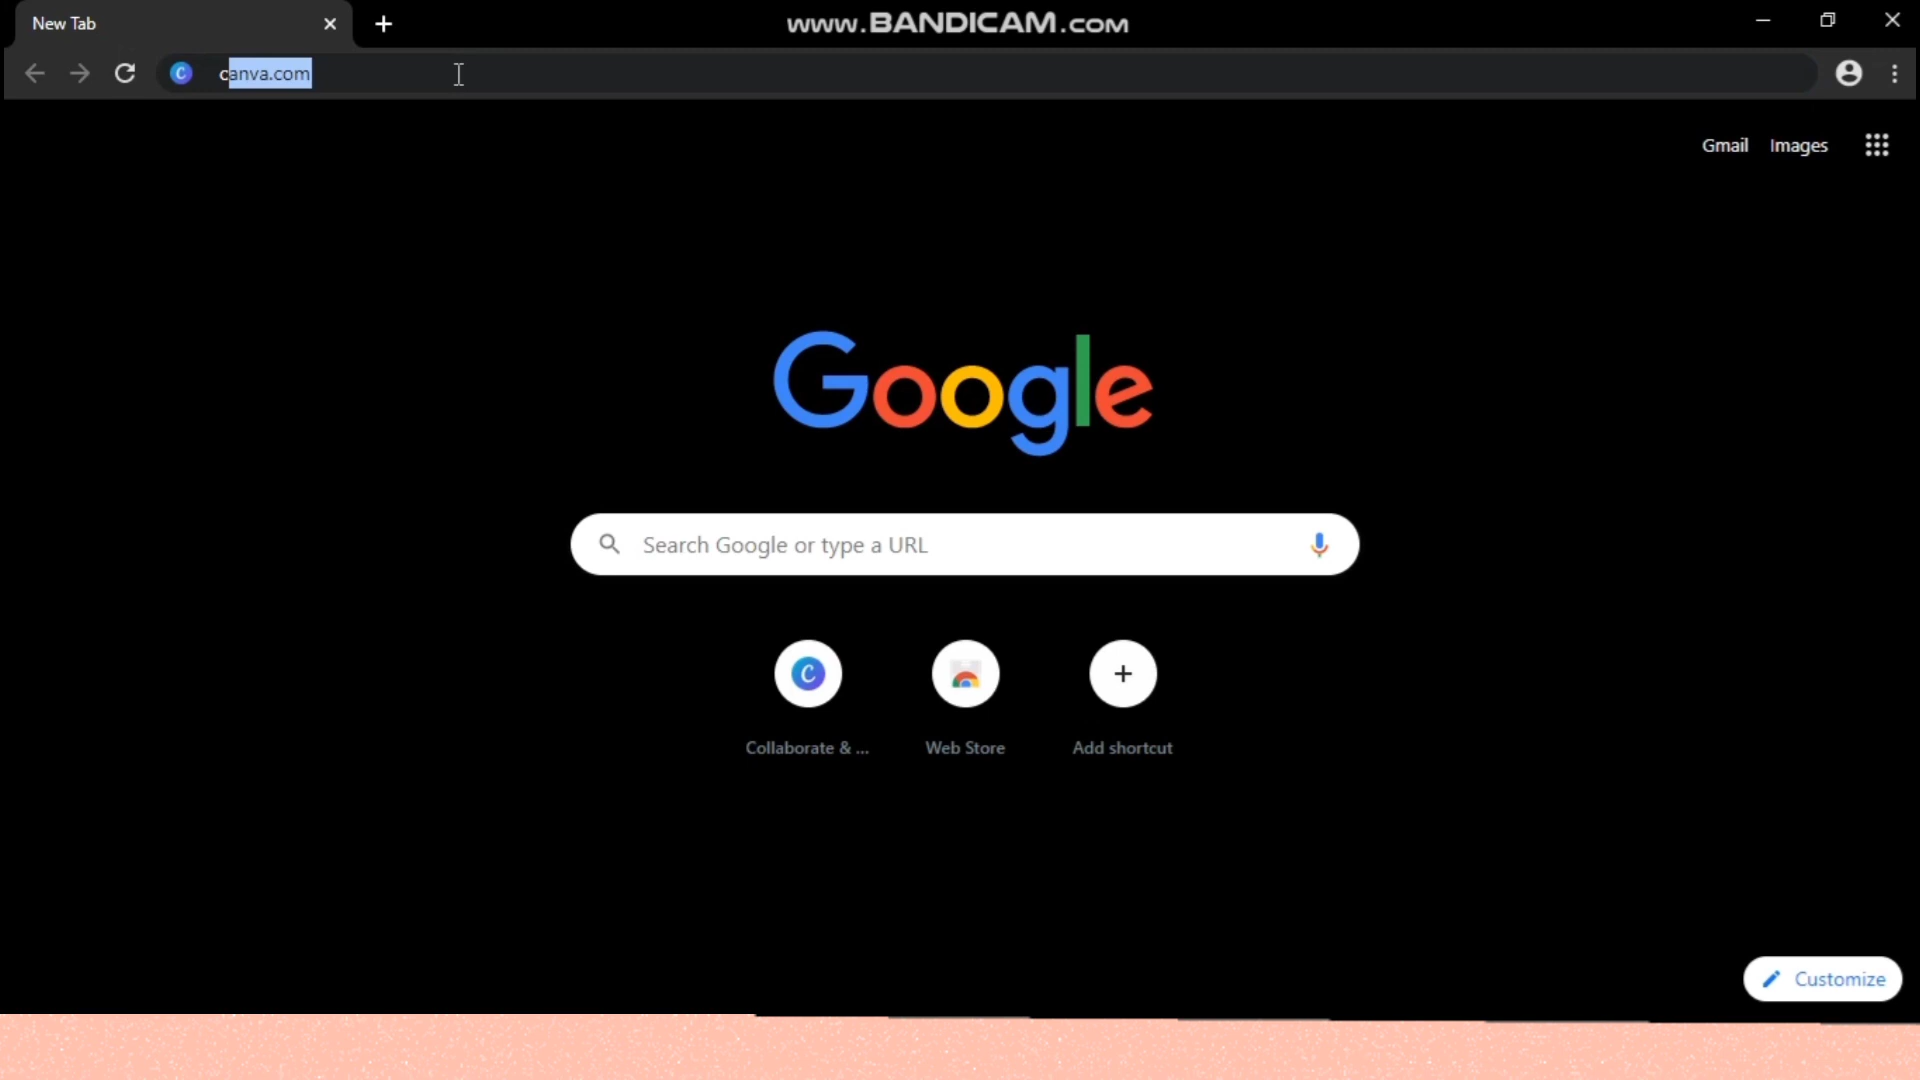 New Tab
www.BANDICAM.com
canva.com
Gmail Images
Google
Search Google or type a URL
C
Collaborate & ... Web Store Add shortcut
Customize